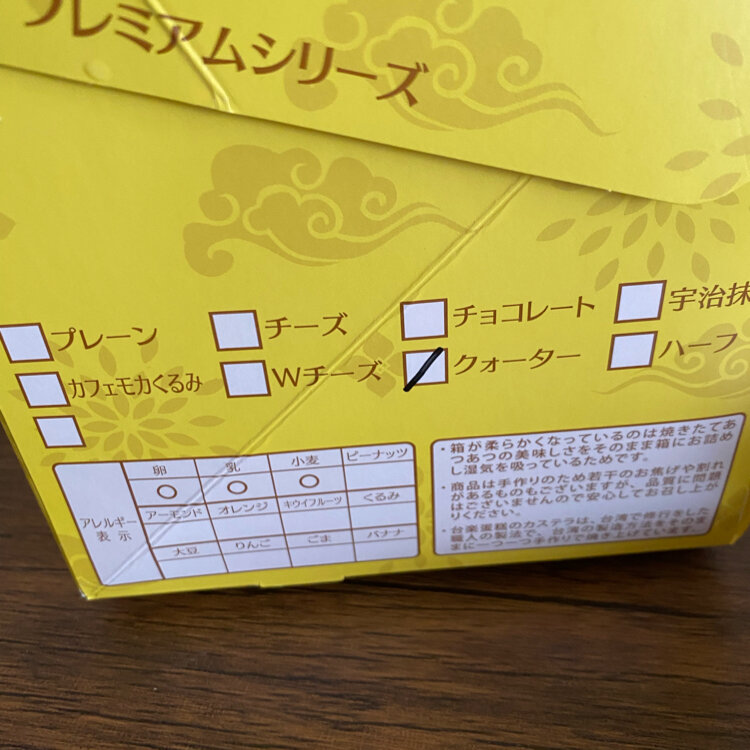 プレミアムシリーズ
プレーン
チーズ
チョコレート
宇治抹
カフェモカくるみ
Wチーズ
クォーター
ハーフ
アレルギー
表示
卵 乳 小麦 ピーナッツ
○ ○ ○
アーモンド オレンジ キウイフルーツ くるみ
大豆 りんご ごま バナナ
・箱が柔らかくなっているのは焼きたてあ
つあつの美味しさをそのまま箱にお詰め
し湿気を吸っているためです。
・商品は手作りのため若干のお焦げや割れ
があるものもございますが、品質に問題
はございませんので安心してお召し上が
りください。
・台楽蛋糕のカステラは、台湾で修行をした
職人の製法で、台湾の製法方法をそのま
まに一つ一つ手作りで焼き上げています。